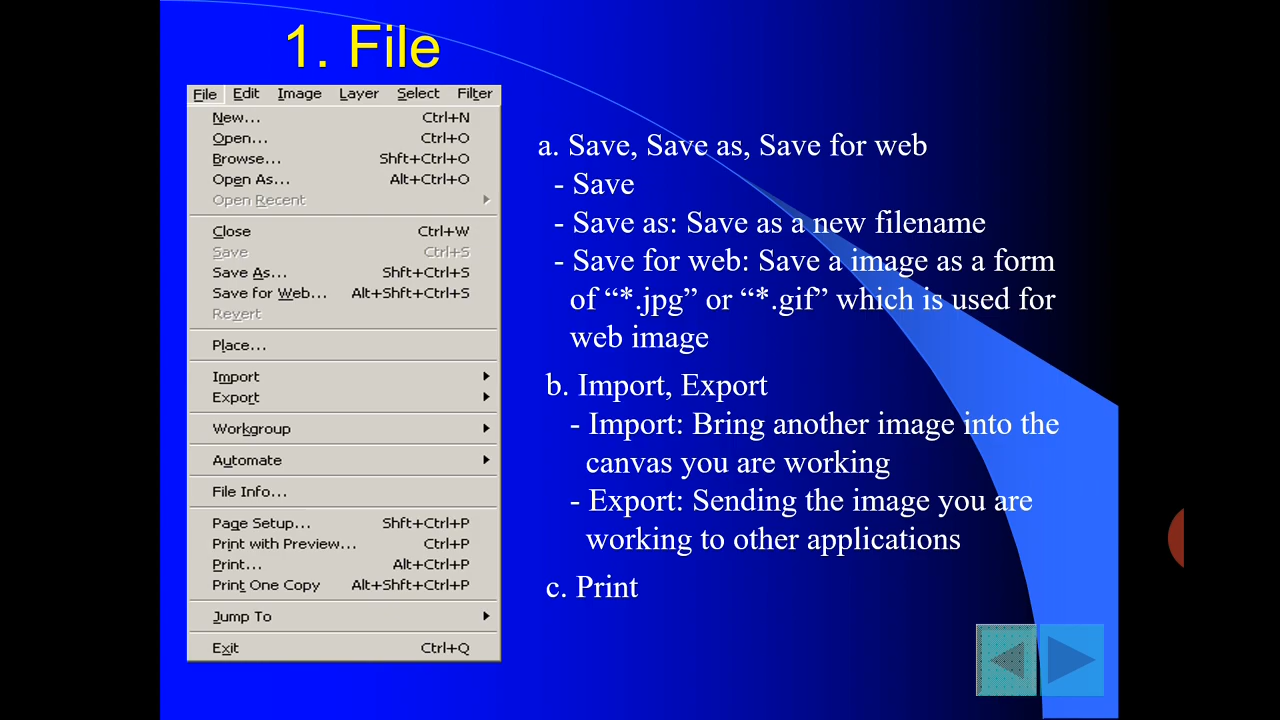 1. File
File Edit Image Layer Select Filter
New... Ctrl+N
Open... Ctrl+O
Browse... Shft+Ctrl+O
Open As... Alt+Ctrl+O
Open Recent
Close Ctrl+W
Save Ctrl+S
Save As... Shft+Ctrl+S
Save for Web... Alt+Shft+Ctrl+S
Revert
Place...
Import
Export
Workgroup
Automate
File Info...
Page Setup... Shft+Ctrl+P
Print with Preview... Ctrl+P
Print... Alt+Ctrl+P
Print One Copy Alt+Shft+Ctrl+P
Jump To
Exit Ctrl+Q
a. Save, Save as, Save for web
- Save
- Save as: Save as a new filename
- Save for web: Save a image as a form
of “*.jpg” or “*.gif” which is used for
web image
b. Import, Export
- Import: Bring another image into the
canvas you are working
- Export: Sending the image you are
working to other applications
c. Print